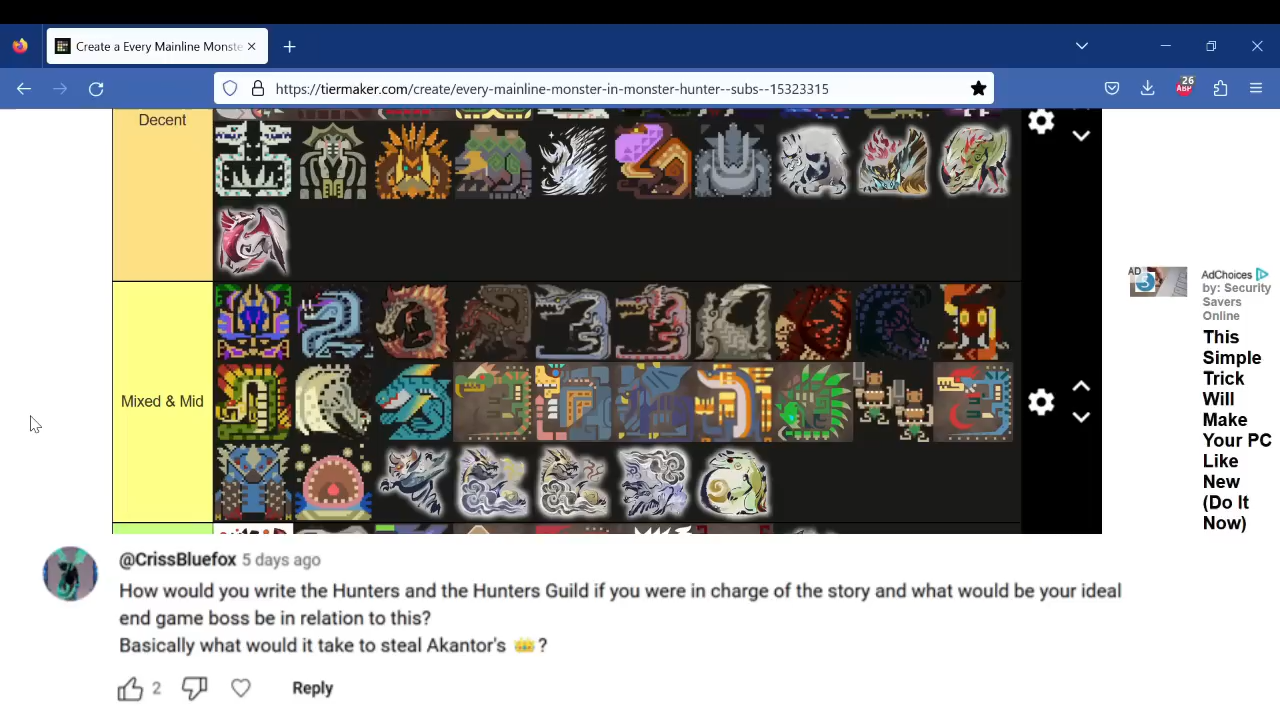 Create a Every Mainline Monste
https://tiermaker.com/create/every-mainline-monster-in-monster-hunter--subs--15323315
26
ABP
Decent
Mixed & Mid
AD
AdChoices
by: Security
Savers
Online
This
Simple
Trick
Will
Make
Your PC
Like
New
(Do It
Now)
@CrissBluefox 5 days ago
How would you write the Hunters and the Hunters Guild if you were in charge of the story and what would be your ideal
end game boss be in relation to this?
Basically what would it take to steal Akantor's 👑?
2 Reply